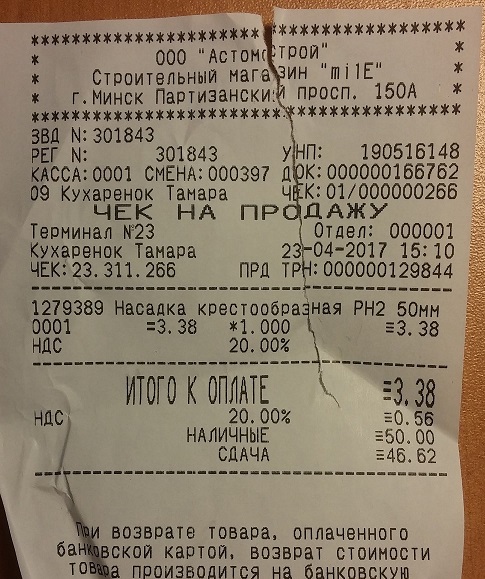 ****************************************
* ООО "Астомстрой" *
* Строительный магазин "milE" *
* г.Минск Партизанский просп. 150А *
****************************************
ЗВД N:301843
РЕГ N: 301843 УНП: 190516148
КАССА:0001 СМЕНА:000397 ДОК:000000166762
09 Кухаренок Тамара ЧЕК:01/000000266
ЧЕК НА ПРОДАЖУ
Терминал №23 Отдел: 000001
Кухаренок Тамара 23-04-2017 15:10
ЧЕК:23.311.266 ПРД ТРН:000000129844
1279389 Насадка крестообразная PH2 50мм
0001 =3.38 *1.000 ≡3.38
НДС 20.00%
ИТОГО К ОПЛАТЕ ≡3.38
НДС 20.00% ≡0.56
НАЛИЧНЫЕ ≡50.00
СДАЧА ≡46.62
При возврате товара, оплаченного
банковской картой, возврат стоимости
товара производится на банковскую